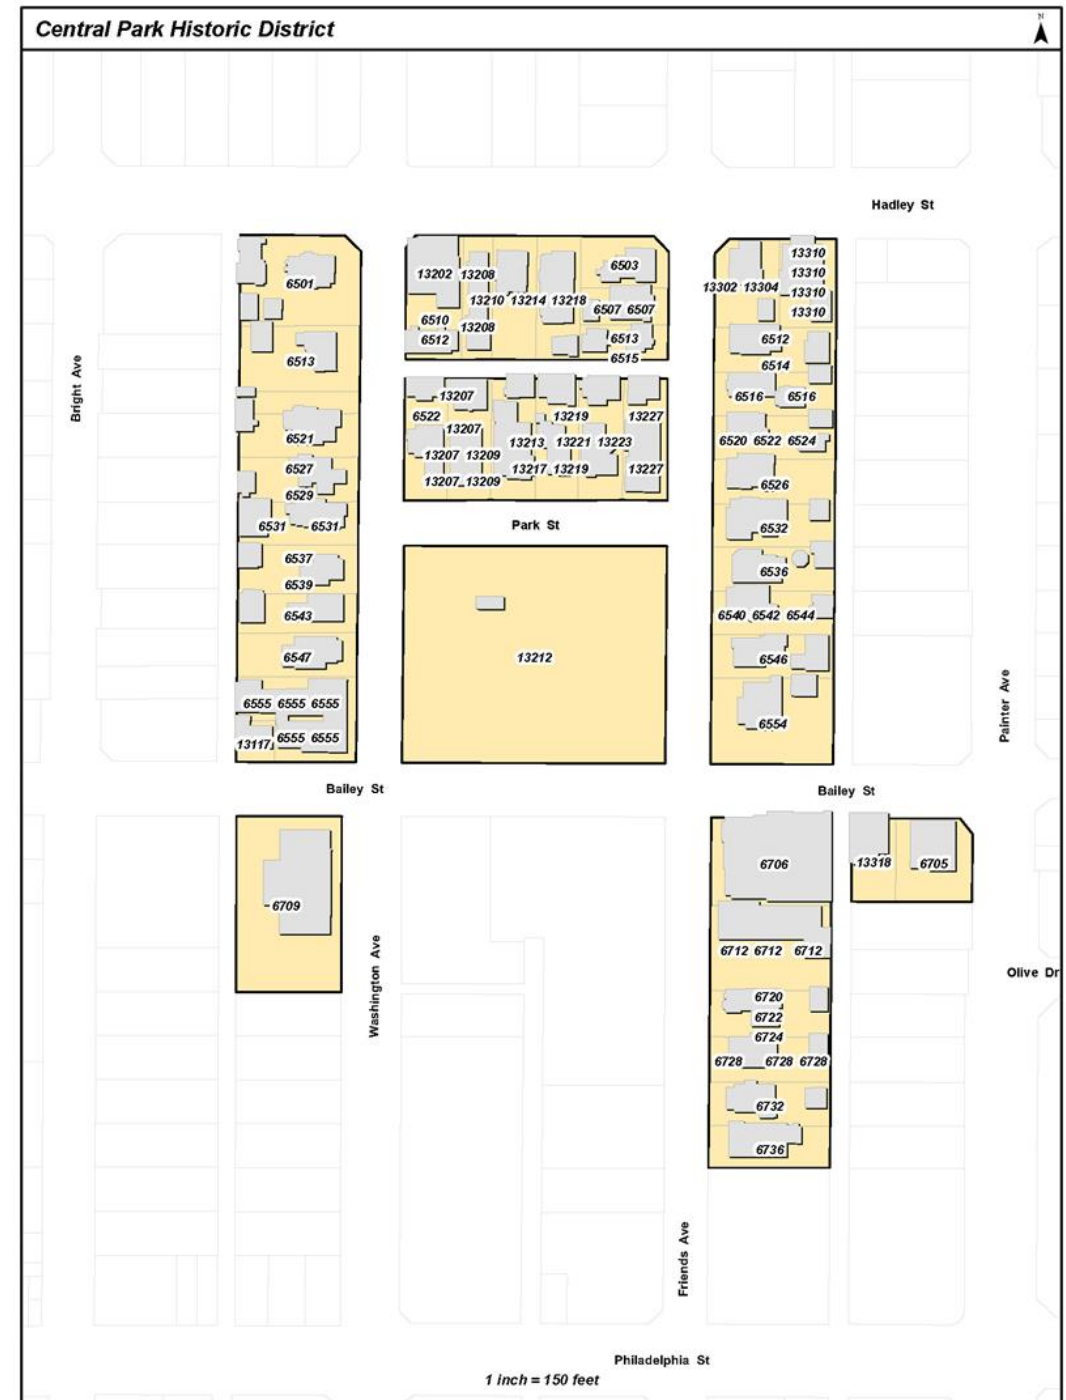 Central Park Historic District
N
Hadley St
6501
6513
6521
6527
6529
6531 6531
6537
6539
6543
6547
6555 6555 6555
13117 6555 6555
Bright Ave
13202 13208 6503
13210 13214 13218 6507 6507
6510
13208
6512 6513
6515
13207
6522 13219 13227
13207
13213 13221 13223
13207 13209
13217 13219 13227
13207 13209
Park St
13212
13310
13310
13302 13304 13310
13310
6512
6514
6516 6516
6520 6522 6524
6526
6532
6536
6540 6542 6544
6546
6554
Painter Ave
Bailey St
Bailey St
6709
Washington Ave
6706
13318 6705
6712 6712 6712
Olive Dr
6720
6722
6724
6728 6728 6728
6732
6736
Friends Ave
Philadelphia St
1 inch = 150 feet